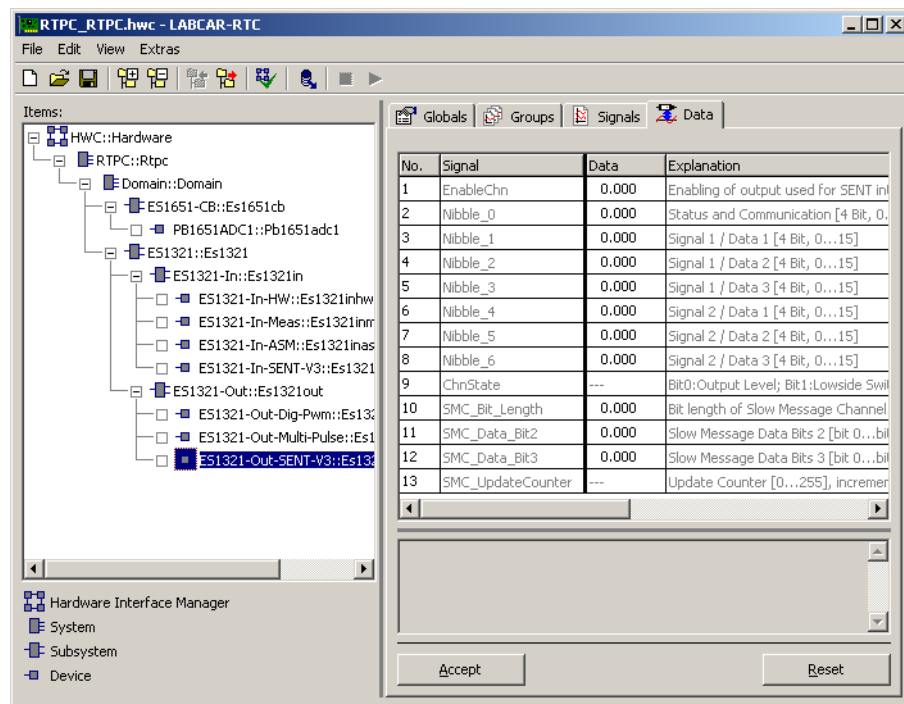 RTPC_RTPC.hwc - LABCAR-RTC
File Edit View Extras
Items:
HWC::Hardware
RTPC::Rtpc
Domain::Domain
ES1651-CB::Es1651cb
PB1651ADC1::Pb1651adc1
ES1321::Es1321
ES1321-In::Es1321in
ES1321-In-HW::Es1321inhw
ES1321-In-Meas::Es1321inm
ES1321-In-ASM::Es1321inas
ES1321-In-SENT-V3::Es1321
ES1321-Out::Es1321out
ES1321-Out-Dig-Pwm::Es132
ES1321-Out-Multi-Pulse::Es1
ES1321-Out-SENT-V3::Es132
Hardware Interface Manager
System
Subsystem
Device
Globals Groups Signals Data
No. Signal Data Explanation
1 EnableChn 0.000 Enabling of output used for SENT in
2 Nibble_0 0.000 Status and Communication [4 Bit, 0.
3 Nibble_1 0.000 Signal 1 / Data 1 [4 Bit, 0...15]
4 Nibble_2 0.000 Signal 1 / Data 2 [4 Bit, 0...15]
5 Nibble_3 0.000 Signal 1 / Data 3 [4 Bit, 0...15]
6 Nibble_4 0.000 Signal 2 / Data 1 [4 Bit, 0...15]
7 Nibble_5 0.000 Signal 2 / Data 2 [4 Bit, 0...15]
8 Nibble_6 0.000 Signal 2 / Data 3 [4 Bit, 0...15]
9 ChnState --- Bit0:Output Level; Bit1:Lowside Swi
10 SMC_Bit_Length 0.000 Bit length of Slow Message Channel
11 SMC_Data_Bit2 0.000 Slow Message Data Bits 2 [bit 0...bi
12 SMC_Data_Bit3 0.000 Slow Message Data Bits 3 [bit 0...bi
13 SMC_UpdateCounter --- Update Counter [0...255], incremen
Accept Reset